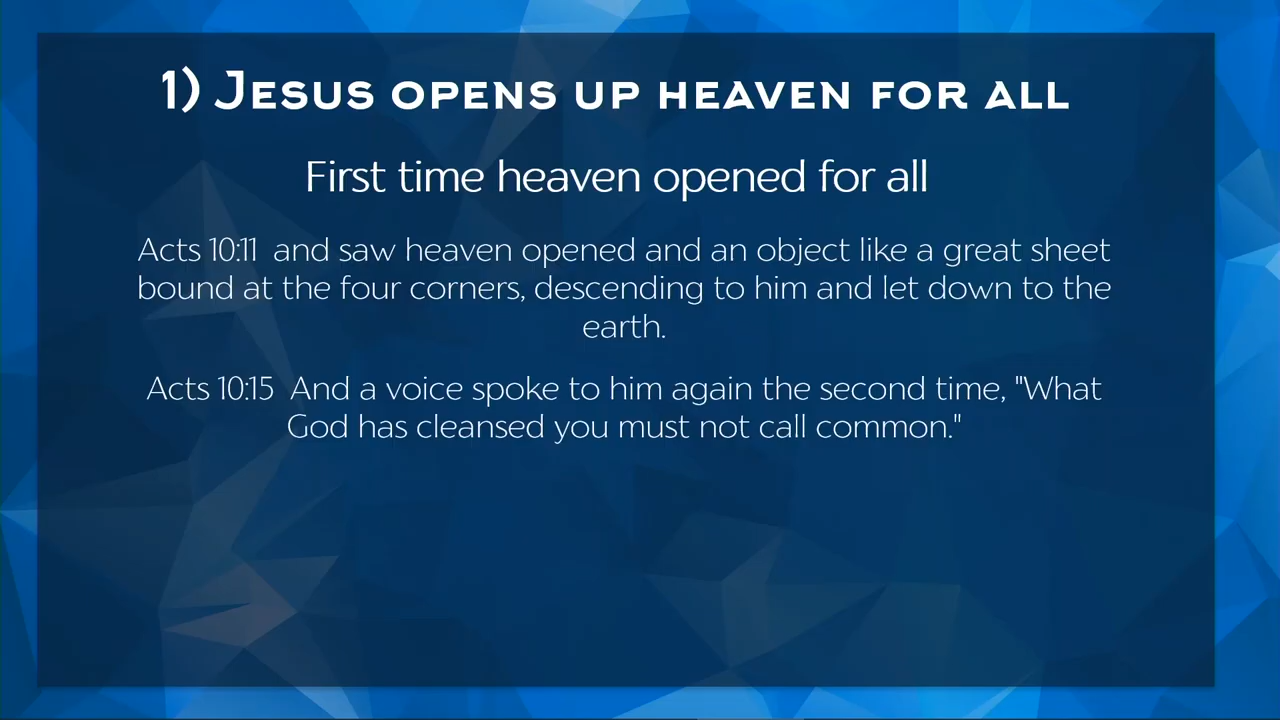 1) Jesus opens up heaven for all
First time heaven opened for all
Acts 10:11  and saw heaven opened and an object like a great sheet
bound at the four corners, descending to him and let down to the
earth.
Acts 10:15  And a voice spoke to him again the second time, "What
God has cleansed you must not call common."